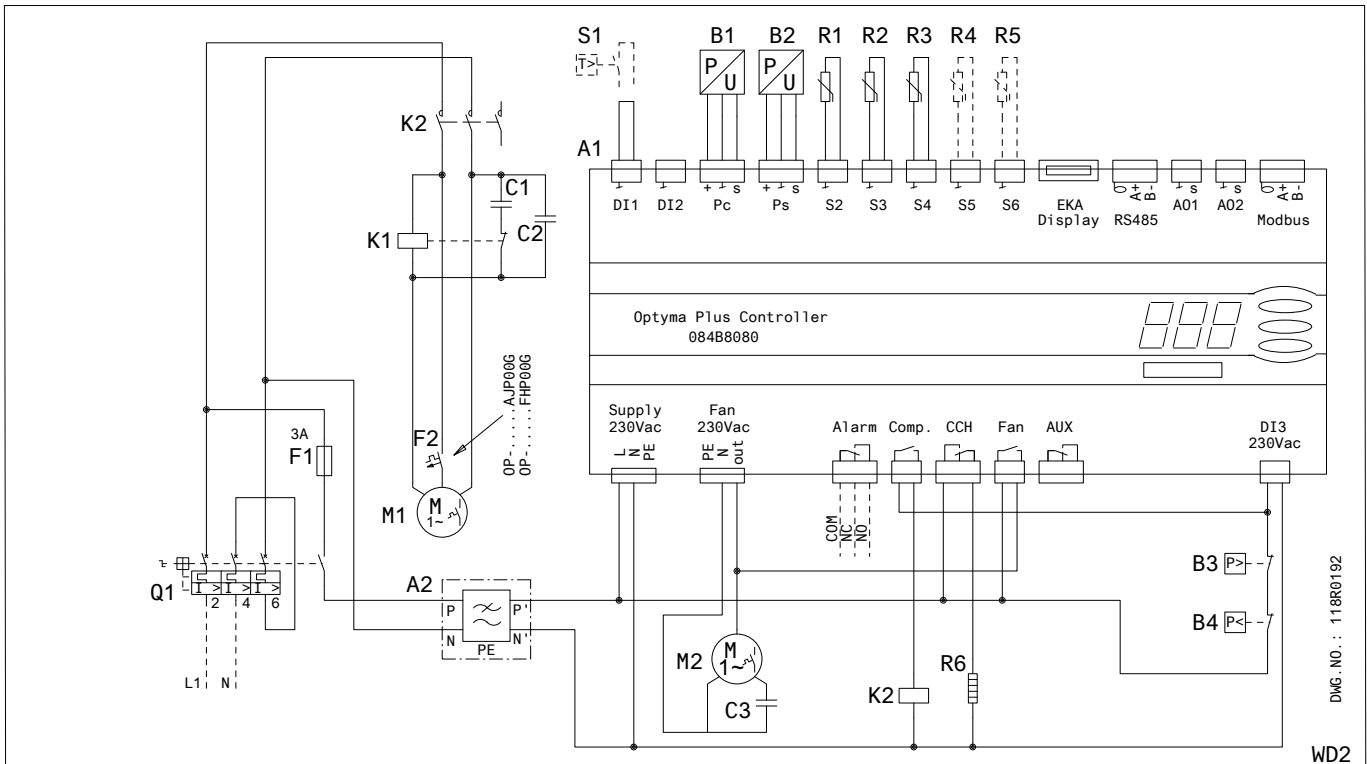 S1 B1 B2 R1 R2 R3 R4 R5
T> P U P U
K2
A1
C1
C2
K1
+ s + s A+ B- s s A+ B-
DI1 DI2 Pc Ps S2 S3 S4 S5 S6 EKA Display RS485 AO1 AO2 Modbus
Optyma Plus Controller
084B8080
OP-......AJP00G
OP-......FHP00G
Supply 230Vac
Fan 230Vac
Alarm Comp. CCH Fan AUX
DI3 230Vac
L N PE
PE N out
3A
F1
F2
M1
M 1~
COM NC NO
Q1
I > I > I >
2 4 6
L1 N
A2
P P'
N N'
PE
M2
M 1~
C3
K2
R6
B3 P>
B4 P<
DWG.NO.: 118R0192
WD2